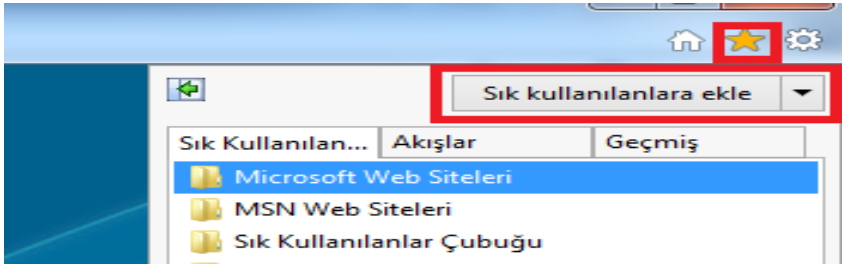 Sık kullanılanlara ekle
Sık Kullanılan... Akışlar Geçmiş
Microsoft Web Siteleri
MSN Web Siteleri
Sık Kullanılanlar Çubuğu